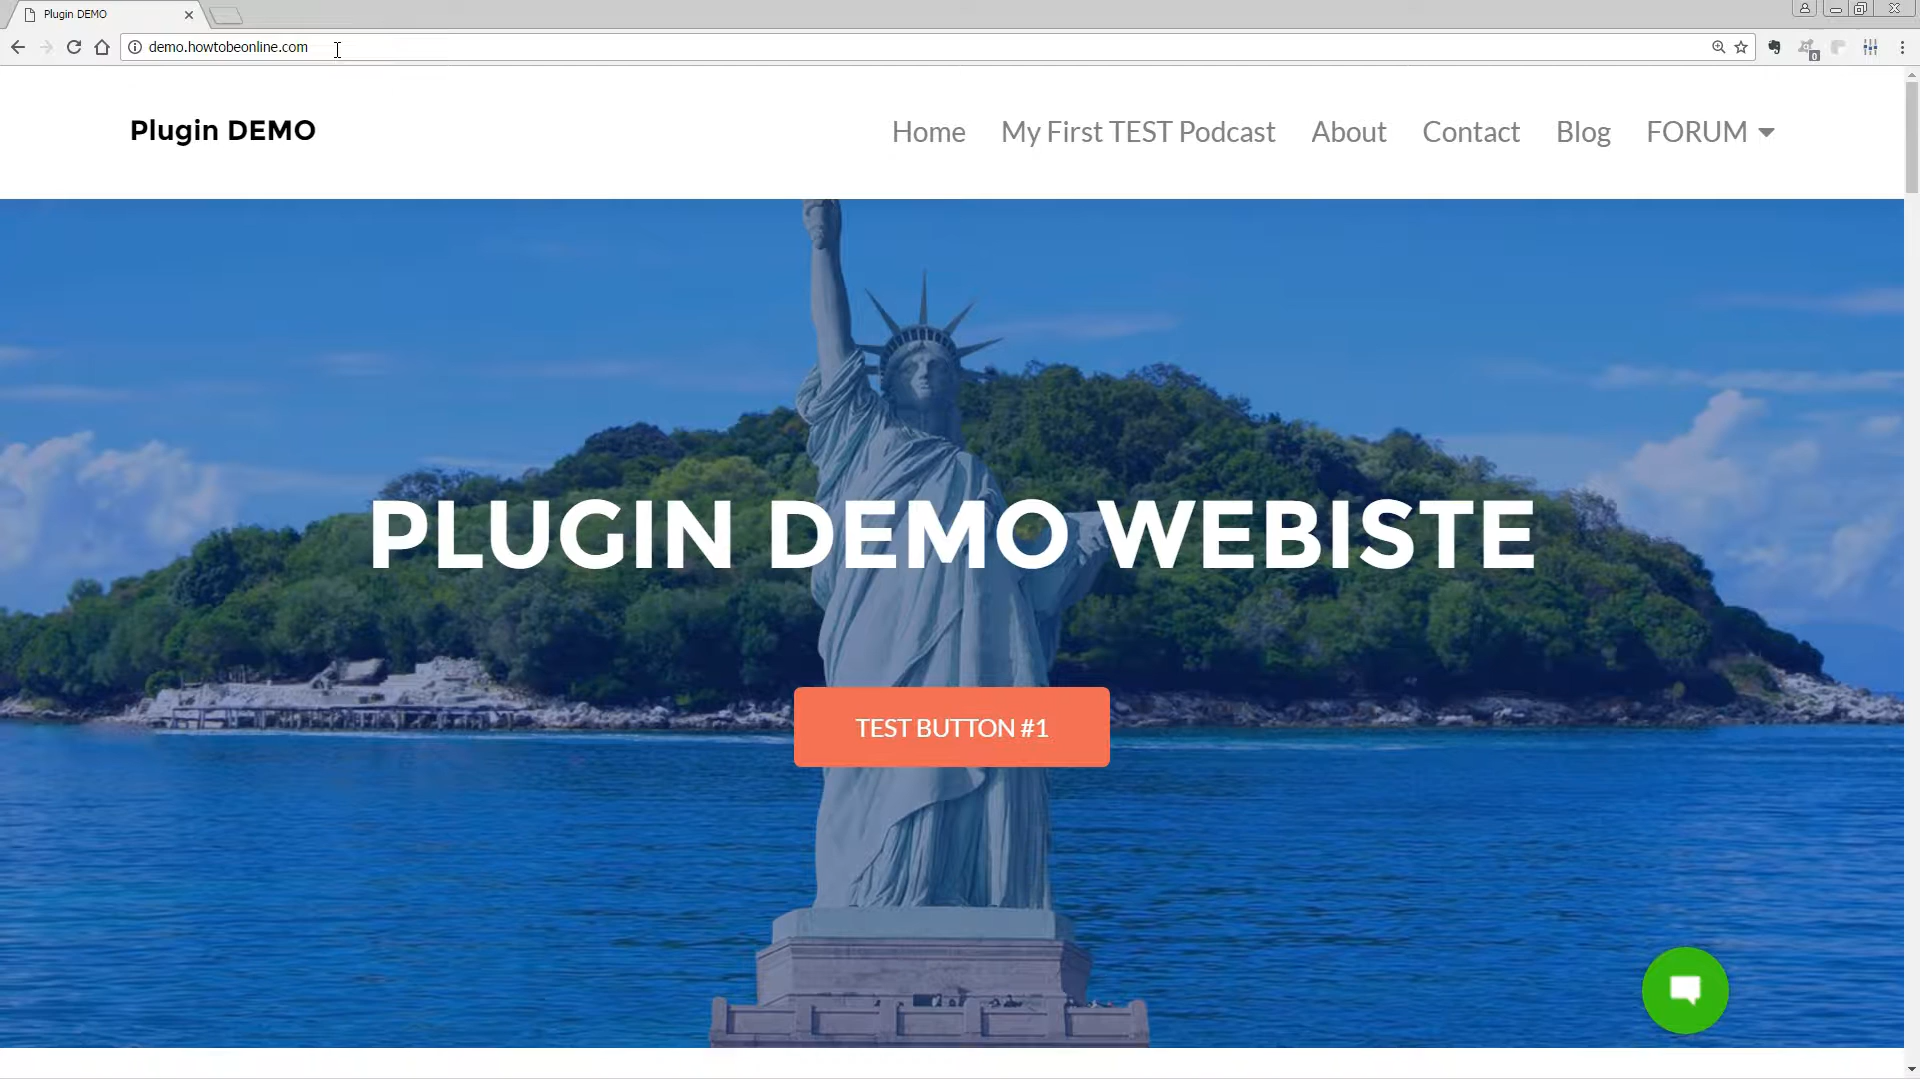 Plugin DEMO
demo.howtobeonline.com
0
Plugin DEMO
Home My First TEST Podcast About Contact Blog FORUM
PLUGIN DEMO WEBISTE
TEST BUTTON #1